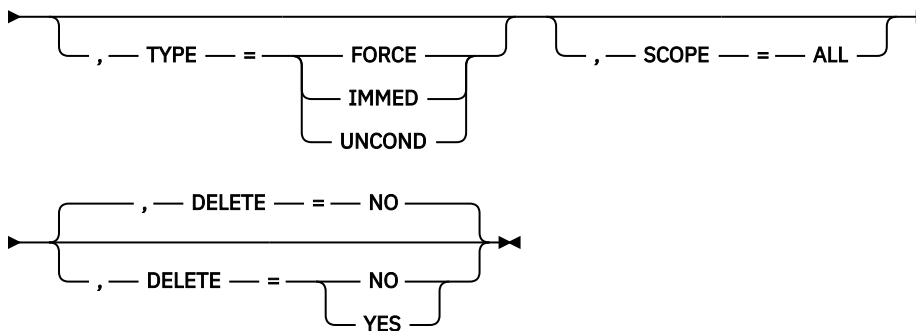 , TYPE = FORCE , SCOPE = ALL
IMMED
UNCOND
, DELETE = NO
, DELETE = NO
YES